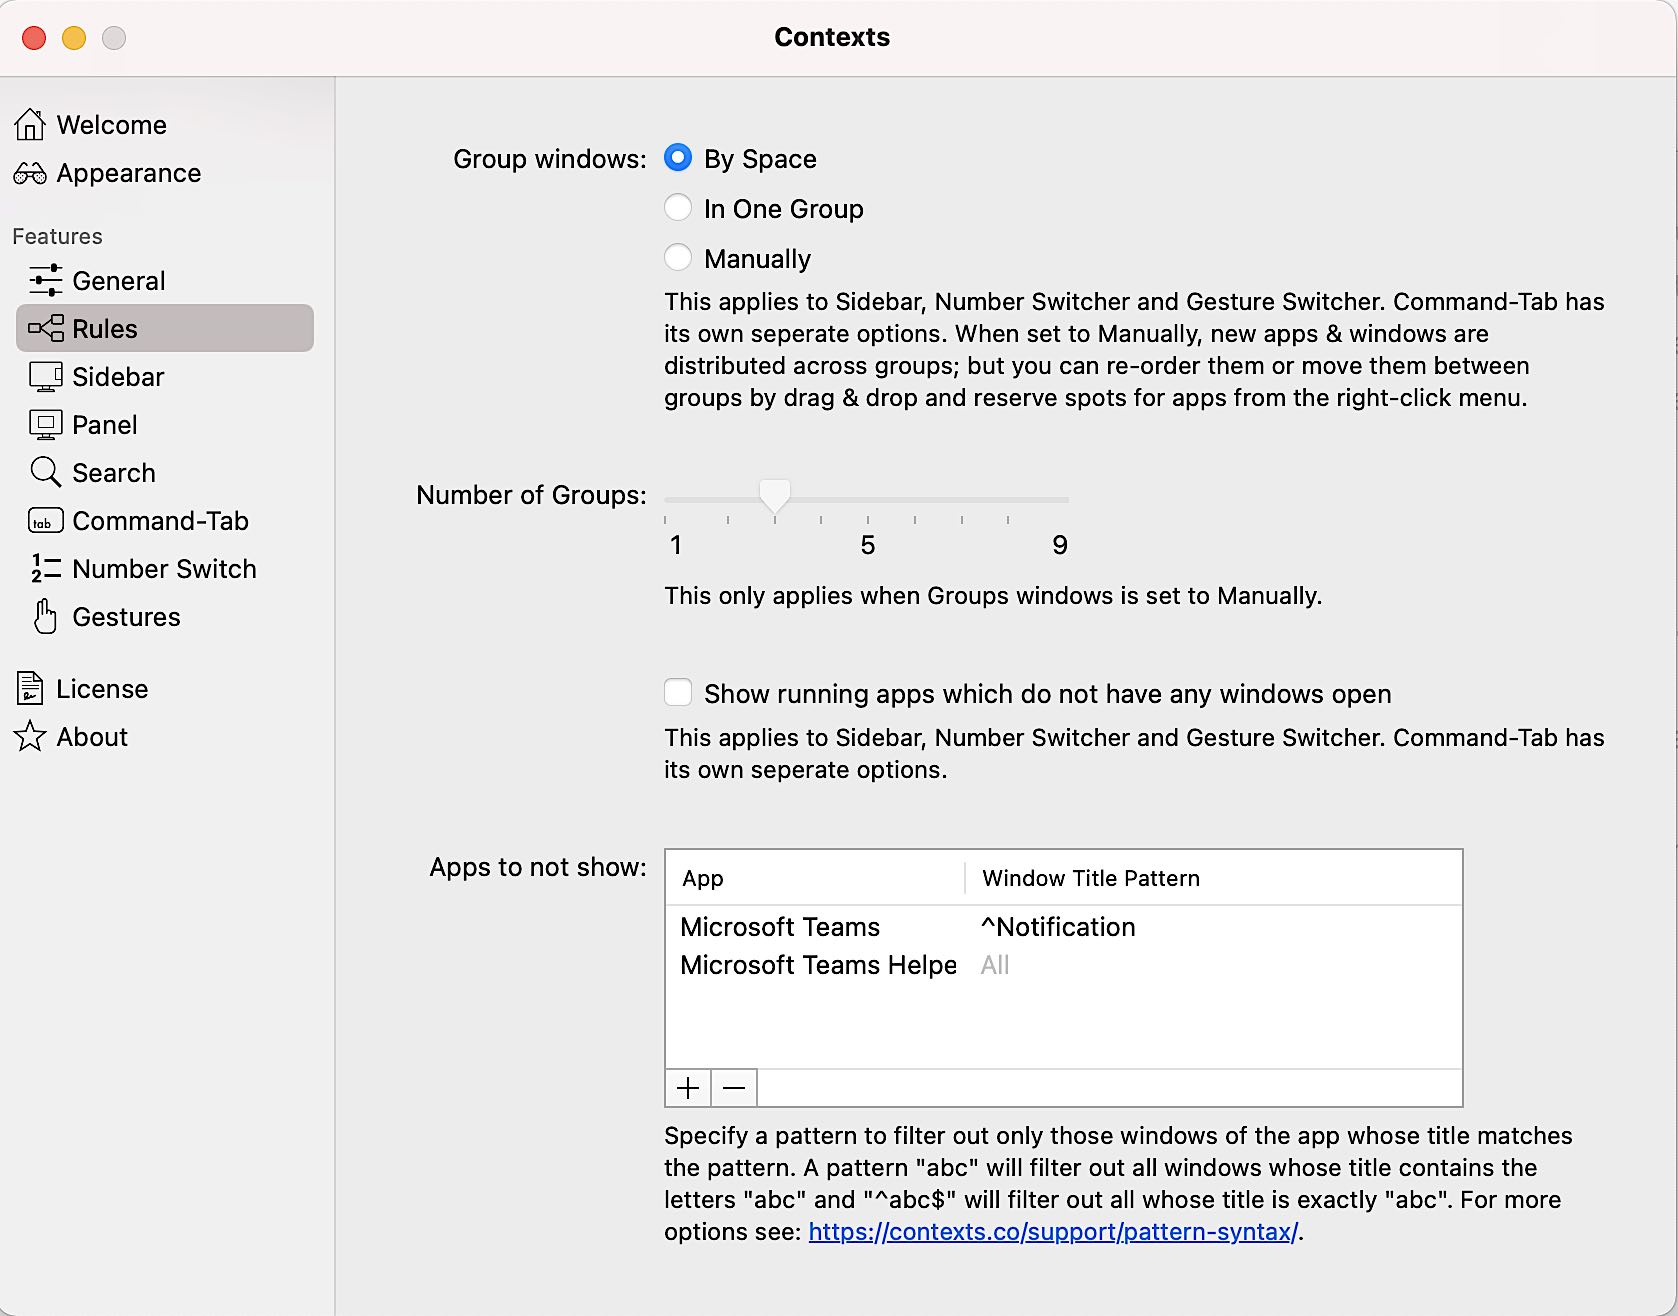 Contexts
Welcome
Appearance
Features
General
Rules
Sidebar
Panel
Search
tab Command-Tab
1 2 Number Switch
Gestures
License
About
Group windows: By Space
In One Group
Manually
This applies to Sidebar, Number Switcher and Gesture Switcher. Command-Tab has
its own seperate options. When set to Manually, new apps & windows are
distributed across groups; but you can re-order them or move them between
groups by drag & drop and reserve spots for apps from the right-click menu.
Number of Groups:
1 5 9
This only applies when Groups windows is set to Manually.
Show running apps which do not have any windows open
This applies to Sidebar, Number Switcher and Gesture Switcher. Command-Tab has
its own seperate options.
Apps to not show:
App Window Title Pattern
Microsoft Teams ^Notification
Microsoft Teams Helpe All
Specify a pattern to filter out only those windows of the app whose title matches
the pattern. A pattern "abc" will filter out all windows whose title contains the
letters "abc" and "^abc$" will filter out all whose title is exactly "abc". For more
options see: https://contexts.co/support/pattern-syntax/.